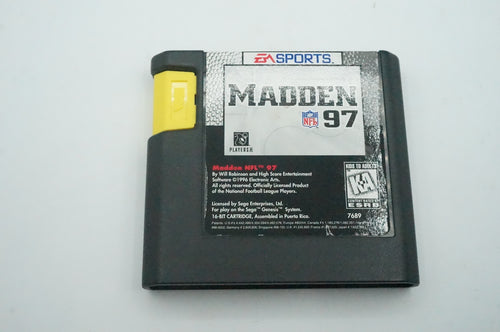 EA SPORTS
MADDEN
NFL 97
PLAYERS INC
Madden NFL™ 97
By Will Robinson and High Score Entertainment
Software ©1996 Electronic Arts.
All rights reserved. Officially Licensed Product
of the National Football League Players.
Licensed by Sega Enterprises, Ltd.
For play on the Sega™ Genesis™ System.
16-BIT CARTRIDGE, Assembled in Puerto Rico.
7689
KIDS TO ADULTS
K-A
CONTENT RATED BY
ESRB